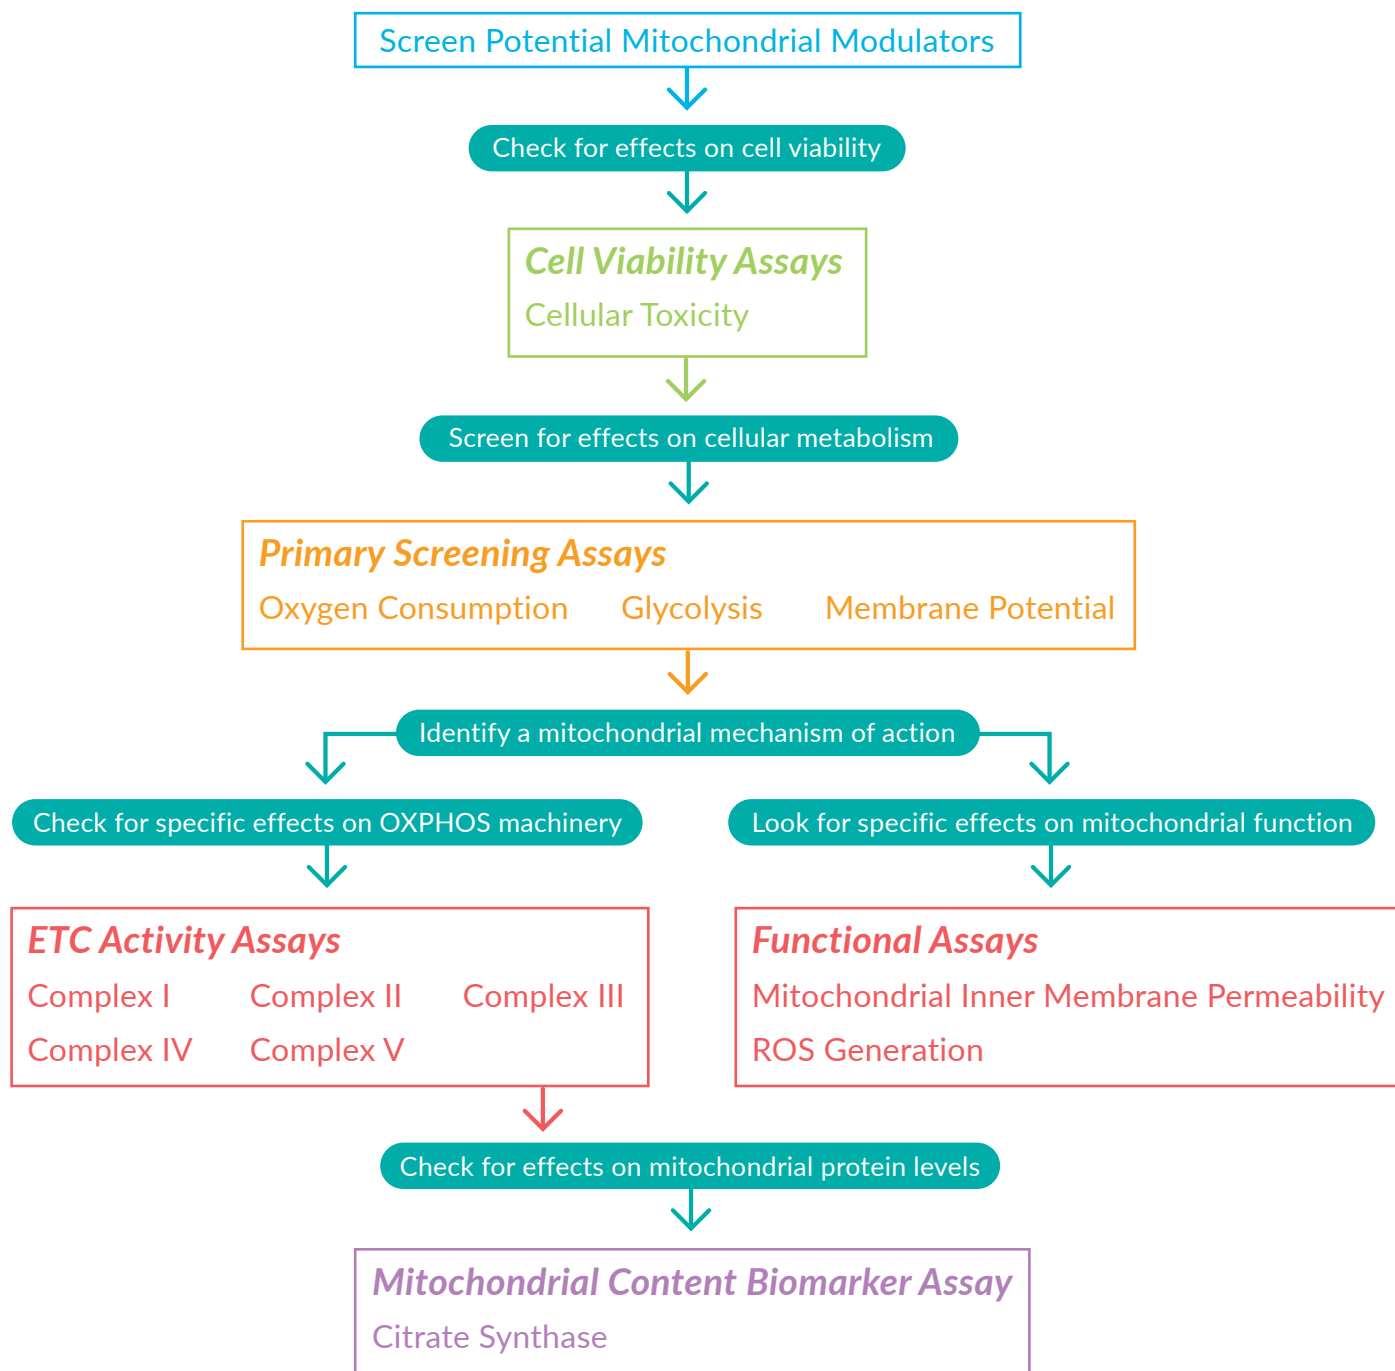 Screen Potential Mitochondrial Modulators
Check for effects on cell viability
Cell Viability Assays
Cellular Toxicity
Screen for effects on cellular metabolism
Primary Screening Assays
Oxygen Consumption Glycolysis Membrane Potential
Identify a mitochondrial mechanism of action
Check for specific effects on OXPHOS machinery
Look for specific effects on mitochondrial function
ETC Activity Assays
Complex I Complex II Complex III
Complex IV Complex V
Functional Assays
Mitochondrial Inner Membrane Permeability
ROS Generation
Check for effects on mitochondrial protein levels
Mitochondrial Content Biomarker Assay
Citrate Synthase